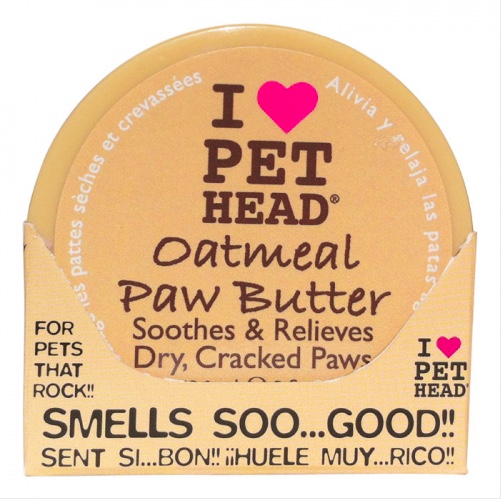 les pattes sèches et crevassées
Alivia y relaja las patas
I ♥
PET
HEAD®
Oatmeal
Paw Butter
Soothes & Relieves
Dry, Cracked Paws
FOR
PETS
THAT
ROCK!!
I ♥
PET
HEAD®
SMELLS SOO...GOOD!!
SENT SI...BON!! ¡¡HUELE MUY...RICO!!